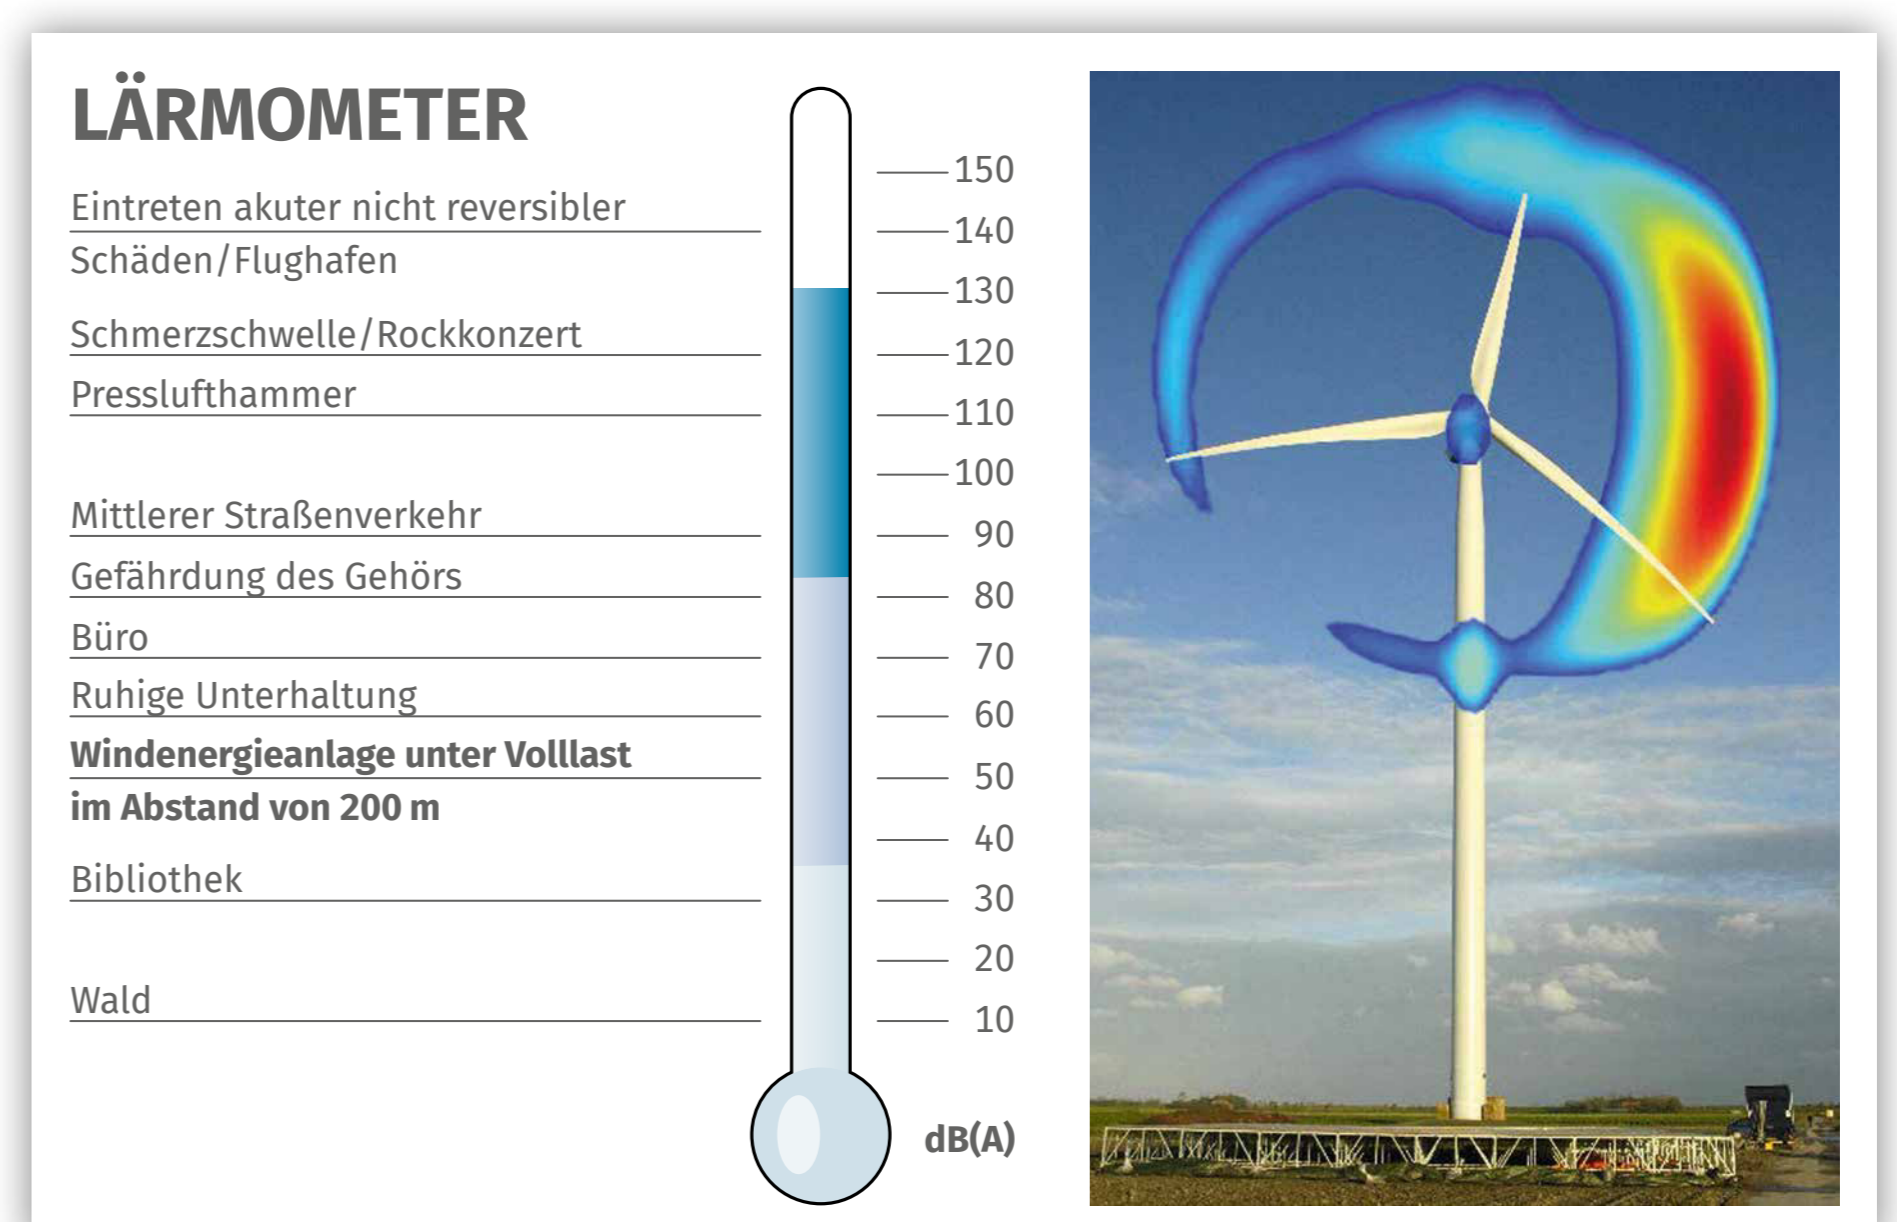 LÄRMOMETER
150
Eintreten akuter nicht reversibler
140
Schäden/Flughafen
130
Schmerzschwelle/Rockkonzert
120
Presslufthammer
110
100
Mittlerer Straßenverkehr
90
Gefährdung des Gehörs
80
Büro
70
Ruhige Unterhaltung
60
Windenergieanlage unter Volllast
50
im Abstand von 200 m
40
Bibliothek
30
20
Wald
10
dB(A)